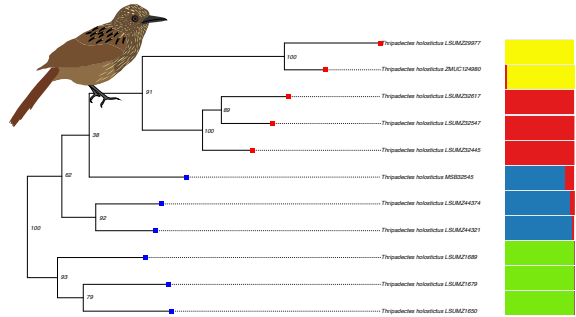 Thripadectes holostictus LSUMZ29977
100
Thripadectes holostictus ZMUC124980
91
Thripadectes holostictus LSUMZ32617
89
Thripadectes holostictus LSUMZ32547
100
38
Thripadectes holostictus LSUMZ32445
62
Thripadectes holostictus MSB32545
Thripadectes holostictus LSUMZ44374
92
100
Thripadectes holostictus LSUMZ44321
Thripadectes holostictus LSUMZ1689
93
Thripadectes holostictus LSUMZ1679
79
Thripadectes holostictus LSUMZ1650